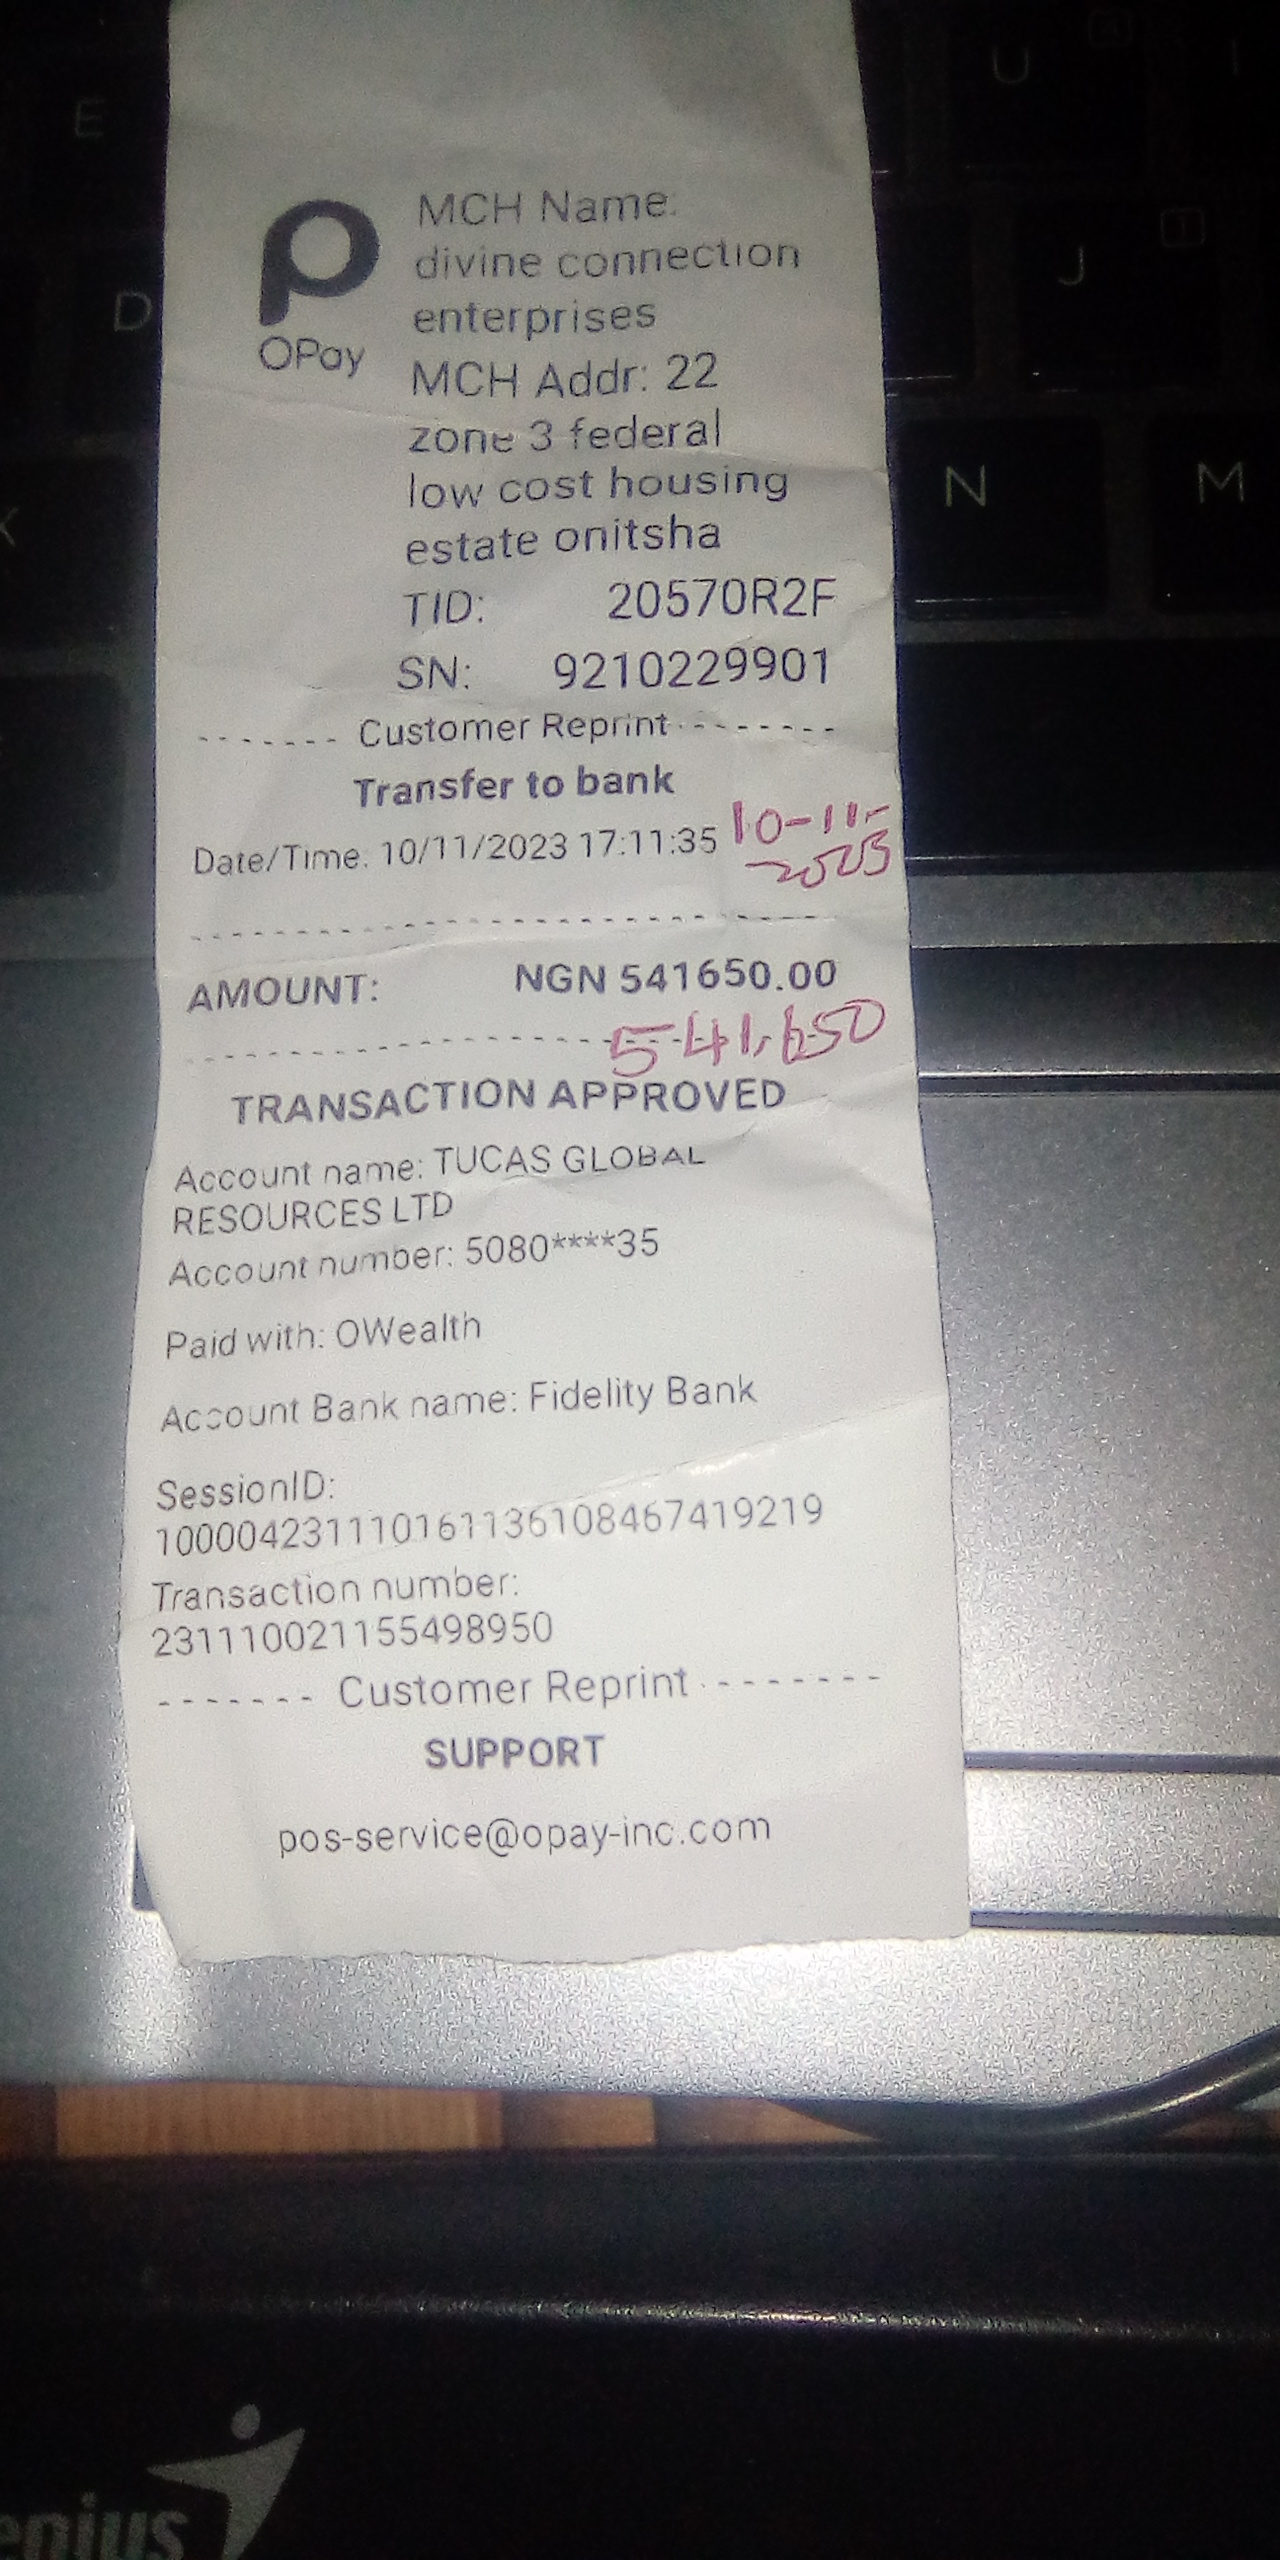 E
U
I
D
J
N
M
OPay
MCH Name:
divine connection
enterprises
MCH Addr: 22
zone 3 federal
low cost housing
estate onitsha
TID: 20570R2F
SN: 9210229901
------- Customer Reprint -------
Transfer to bank
Date/Time: 10/11/2023 17:11:35
10-11-
2023
AMOUNT: NGN 541650.00
541,650
TRANSACTION APPROVED
Account name: TUCAS GLOBAL
RESOURCES LTD
Account number: 5080****35
Paid with: OWealth
Account Bank name: Fidelity Bank
SessionID:
100004231110161136108467419219
Transaction number:
231110021155498950
------- Customer Reprint -------
SUPPORT
pos-service@opay-inc.com
enius